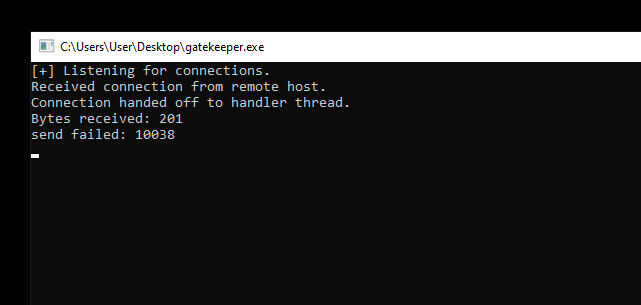 C:\Users\User\Desktop\gatekeeper.exe
[+] Listening for connections.
Received connection from remote host.
Connection handed off to handler thread.
Bytes received: 201
send failed: 10038